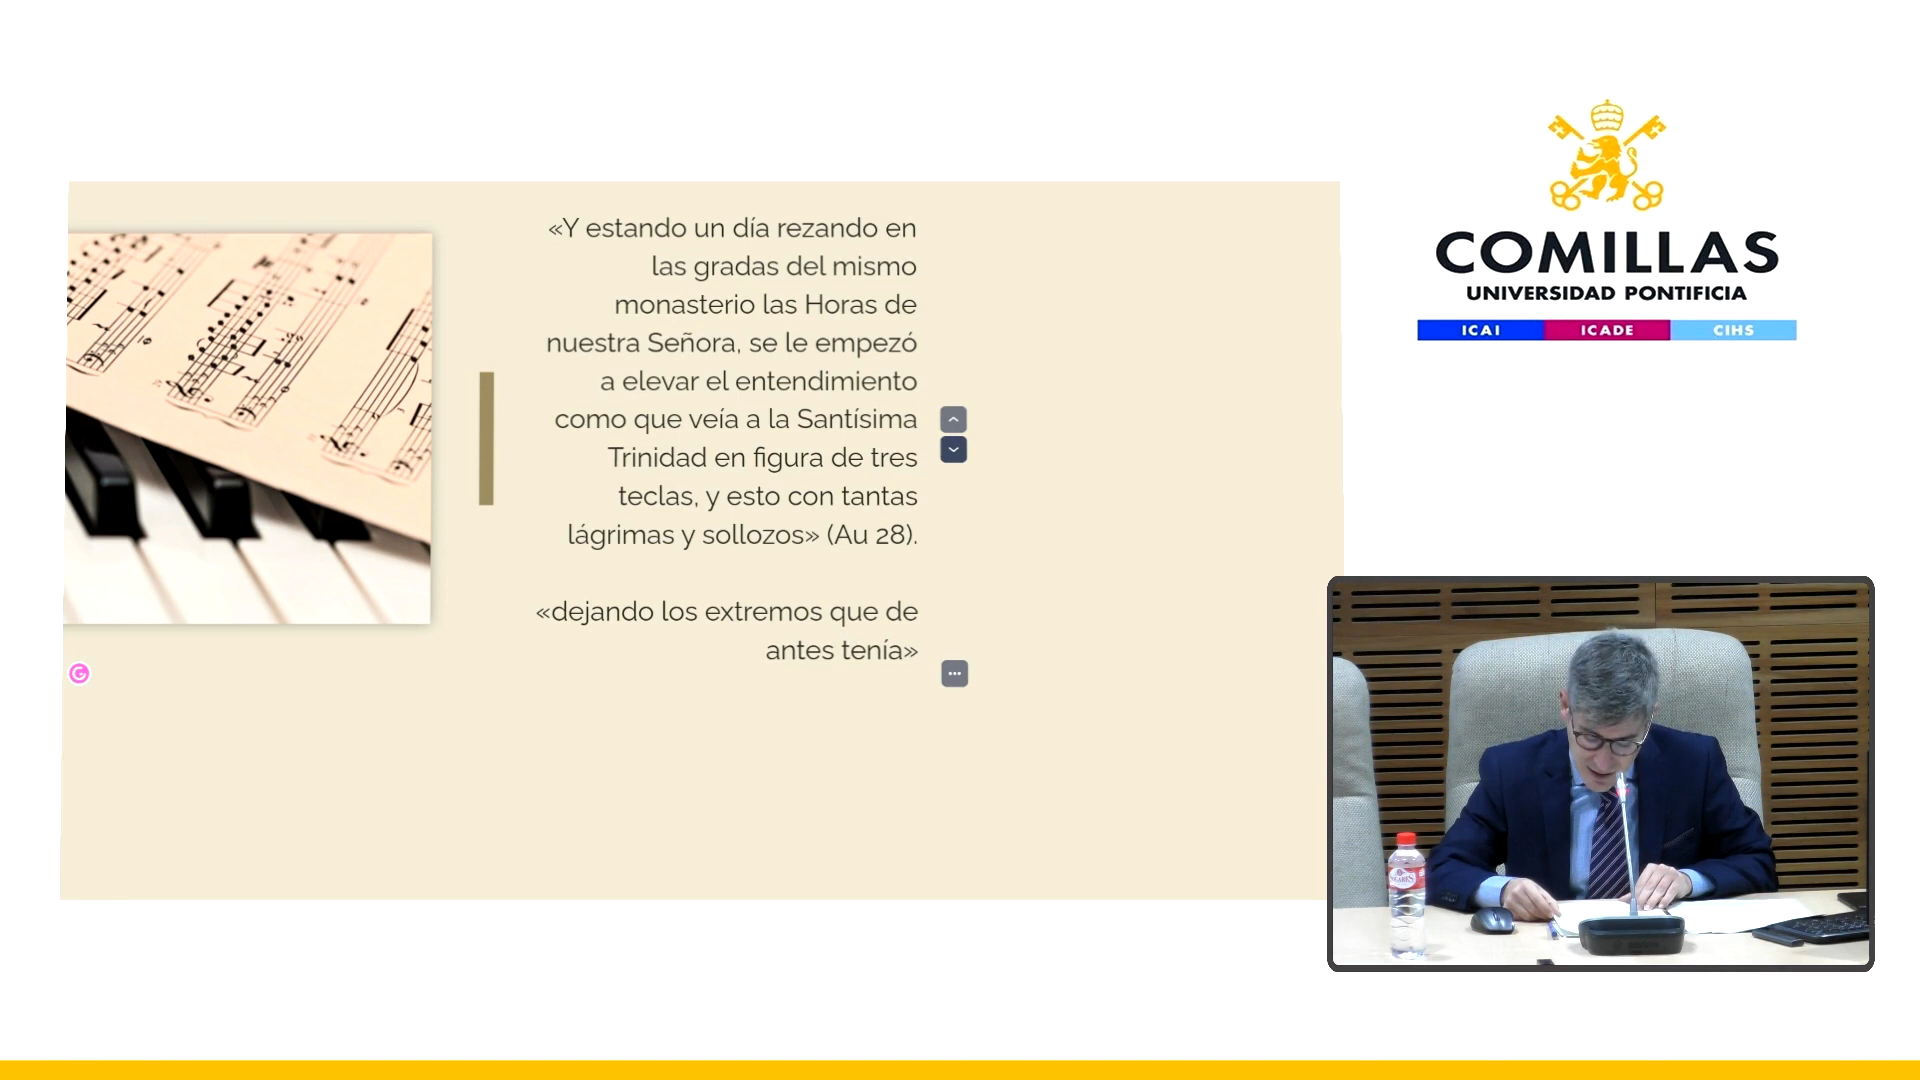 «Y estando un día rezando en
las gradas del mismo
monasterio las Horas de
nuestra Señora, se le empezó
a elevar el entendimiento
como que veía a la Santísima
Trinidad en figura de tres
teclas, y esto con tantas
lágrimas y sollozos» (Au 28).
«dejando los extremos que de
antes tenía»
COMILLAS
UNIVERSIDAD PONTIFICIA
ICAI ICADE CIHS